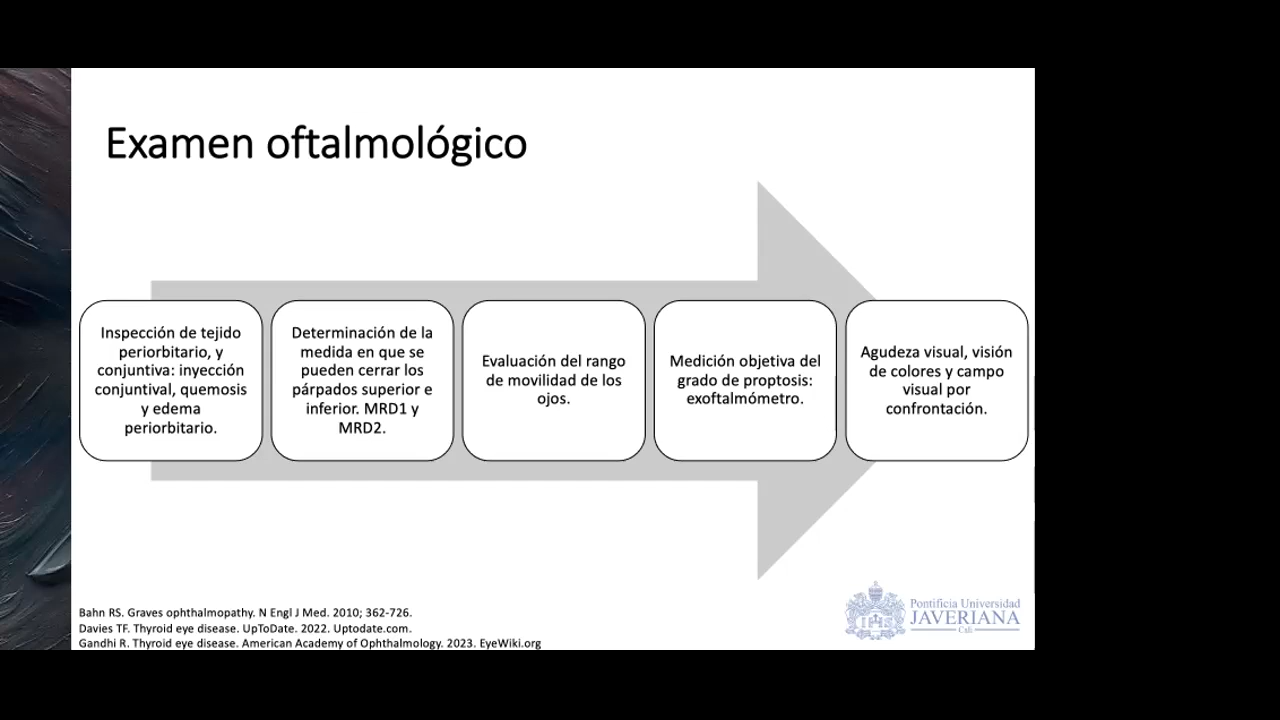 Examen oftalmológico
Inspección de tejido
periorbitario, y
conjuntiva: inyección
conjuntival, quemosis
y edema
periorbitario.
Determinación de la
medida en que se
pueden cerrar los
párpados superior e
inferior. MRD1 y
MRD2.
Evaluación del rango
de movilidad de los
ojos.
Medición objetiva del
grado de proptosis:
exoftalmómetro.
Agudeza visual, visión
de colores y campo
visual por
confrontación.
Bahn RS. Graves ophthalmopathy. N Engl J Med. 2010; 362-726.
Davies TF. Thyroid eye disease. UpToDate. 2022. Uptodate.com.
Gandhi R. Thyroid eye disease. American Academy of Ophthalmology. 2023. EyeWiki.org
IHS
Pontificia Universidad
JAVERIANA
Cali